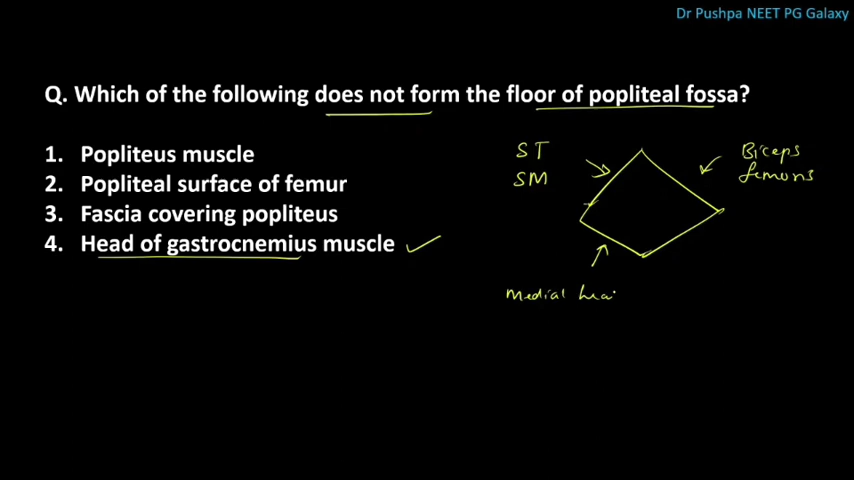 Dr Pushpa NEET PG Galaxy
Q. Which of the following does not form the floor of popliteal fossa?
1. Popliteus muscle
2. Popliteal surface of femur
3. Fascia covering popliteus
4. Head of gastrocnemius muscle
ST
SM
Biceps
femoris
medial hea